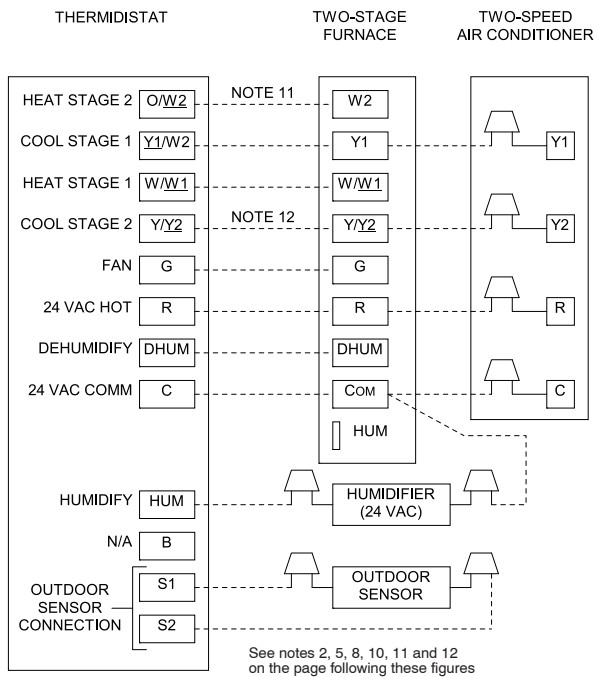 THERMIDISTAT
TWO-STAGE
FURNACE
TWO-SPEED
AIR CONDITIONER
HEAT STAGE 2 O/W2 NOTE 11 W2
COOL STAGE 1 Y1/W2 Y1 Y1
HEAT STAGE 1 W/W1 W/W1
COOL STAGE 2 Y/Y2 NOTE 12 Y/Y2 Y2
FAN G G
24 VAC HOT R R R
DEHUMIDIFY DHUM DHUM
24 VAC COMM C COM C
HUM
HUMIDIFY HUM HUMIDIFIER
(24 VAC)
N/A B
OUTDOOR
SENSOR
CONNECTION
S1
S2
OUTDOOR
SENSOR
See notes 2, 5, 8, 10, 11 and 12
on the page following these figures